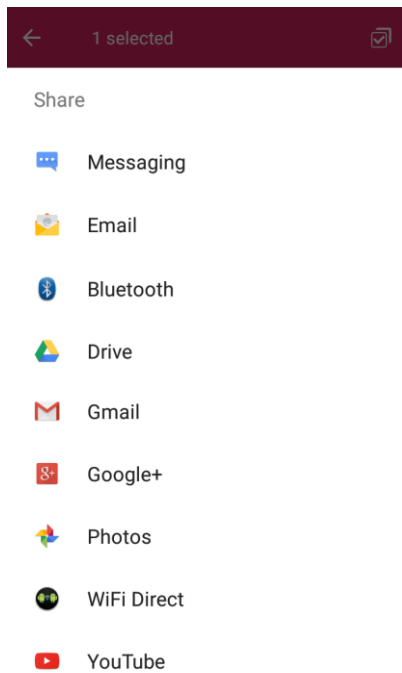 1 selected
Share
Messaging
Email
Bluetooth
Drive
Gmail
Google+
Photos
WiFi Direct
YouTube